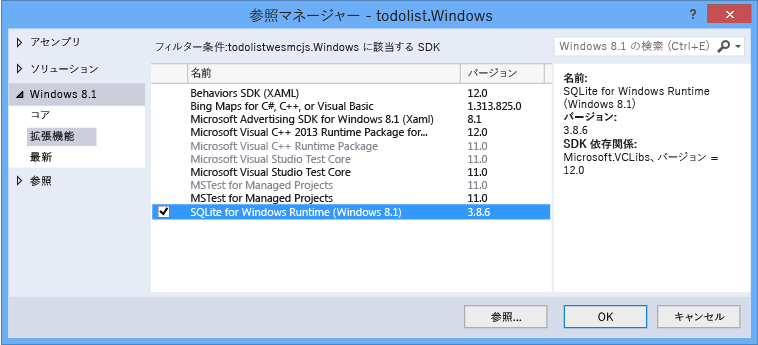 参照マネージャー - todolist.Windows
アセンブリ
ソリューション
Windows 8.1
コア
拡張機能
最新
参照
フィルター条件:todolistwesmcjs.Windows に該当する SDK
Windows 8.1 の検索 (Ctrl+E)
名前 バージョン
Behaviors SDK (XAML) 12.0
Bing Maps for C#, C++, or Visual Basic 1.313.825.0
Microsoft Advertising SDK for Windows 8.1 (Xaml) 8.1
Microsoft Visual C++ 2013 Runtime Package for... 12.0
Microsoft Visual C++ Runtime Package 11.0
Microsoft Visual Studio Test Core 11.0
Microsoft Visual Studio Test Core 11.0
MSTest for Managed Projects 11.0
MSTest for Managed Projects 11.0
SQLite for Windows Runtime (Windows 8.1) 3.8.6
名前:
SQLite for Windows Runtime
(Windows 8.1)
バージョン:
3.8.6
SDK 依存関係:
Microsoft.VCLibs、バージョン =
12.0
参照... OK キャンセル